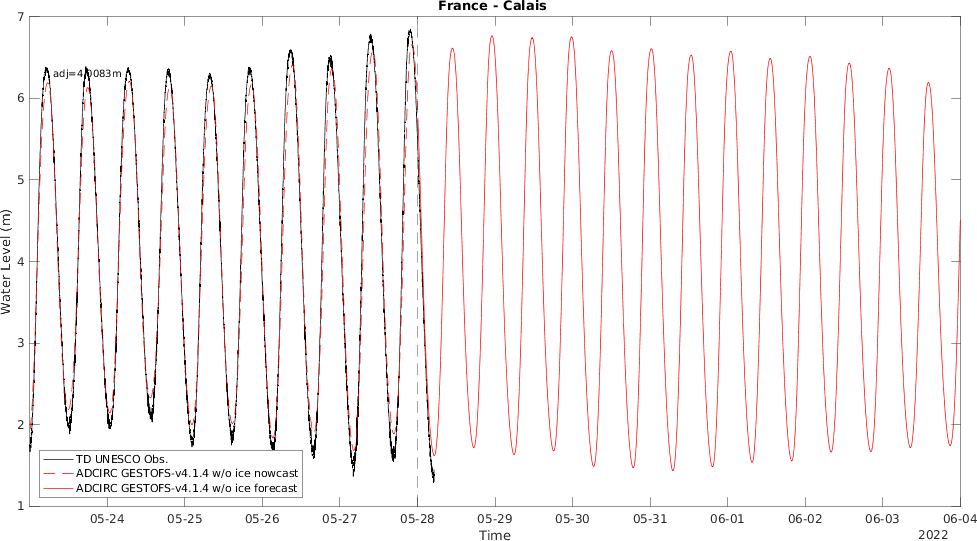 France - Calais
7
adj=4.0083m
6
5
4
3
2
1
Water Level (m)
TD UNESCO Obs.
ADCIRC GESTOFS-v4.1.4 w/o ice nowcast
ADCIRC GESTOFS-v4.1.4 w/o ice forecast
05-24 05-25 05-26 05-27 05-28 05-29 05-30 05-31 06-01 06-02 06-03 06-04
Time
2022